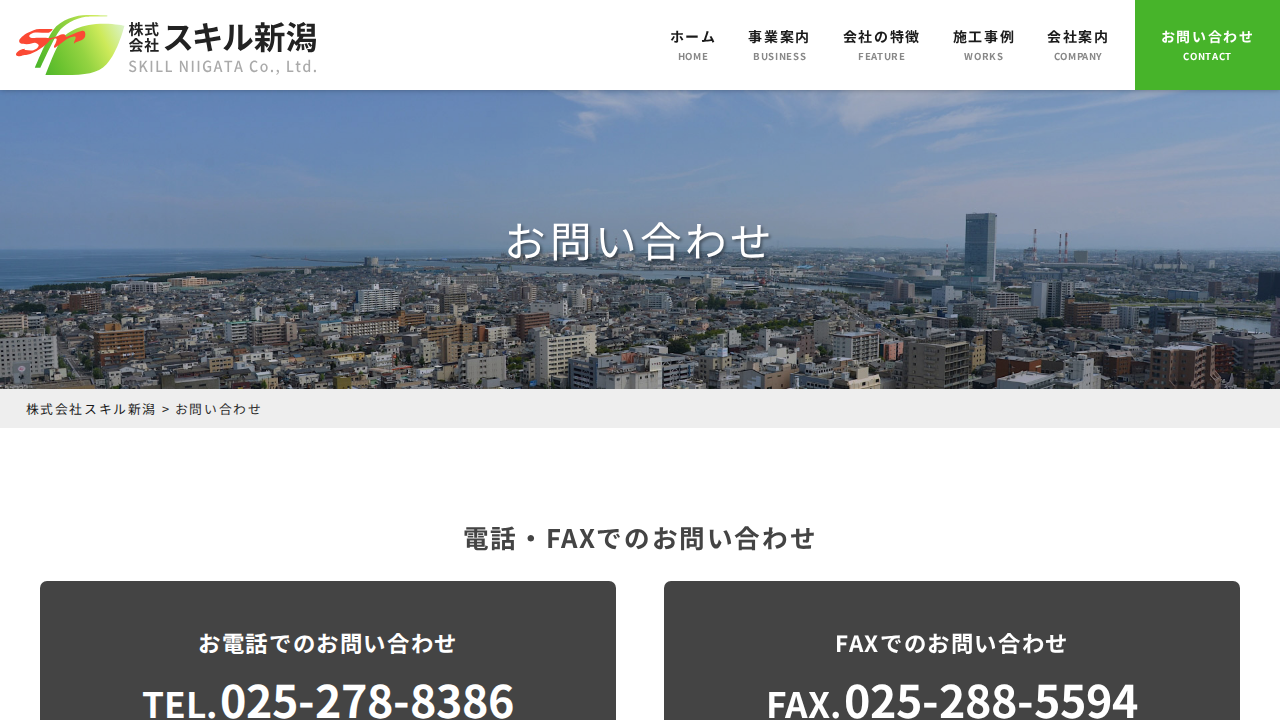 株式会社 スキル新潟
SKILL NIIGATA Co., Ltd.
ホーム
HOME
事業案内
BUSINESS
会社の特徴
FEATURE
施工事例
WORKS
会社案内
COMPANY
お問い合わせ
CONTACT
お問い合わせ
株式会社スキル新潟 > お問い合わせ
電話・FAXでのお問い合わせ
お電話でのお問い合わせ
TEL.025-278-8386
FAXでのお問い合わせ
FAX.025-288-5594